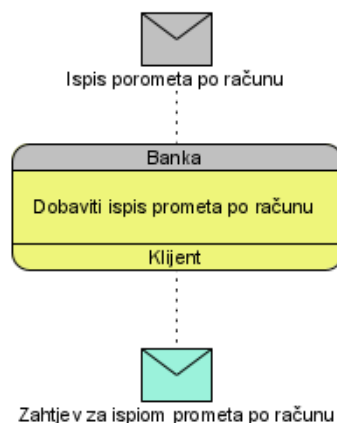 Ispis porometa po računu
Banka
Dobaviti ispis prometa po računu
Klijent
Zahtjev za ispiom prometa po računu